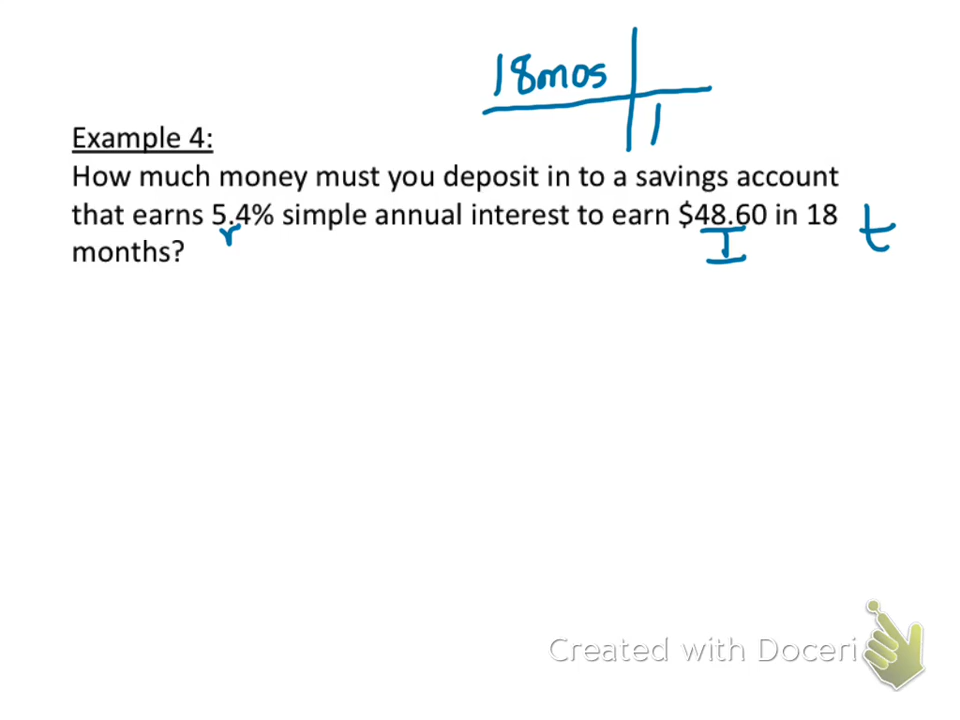 18mos
1
Example 4:
How much money must you deposit in to a savings account
that earns 5.4% simple annual interest to earn $48.60 in 18
months?
r
I
t
Created with Doceri